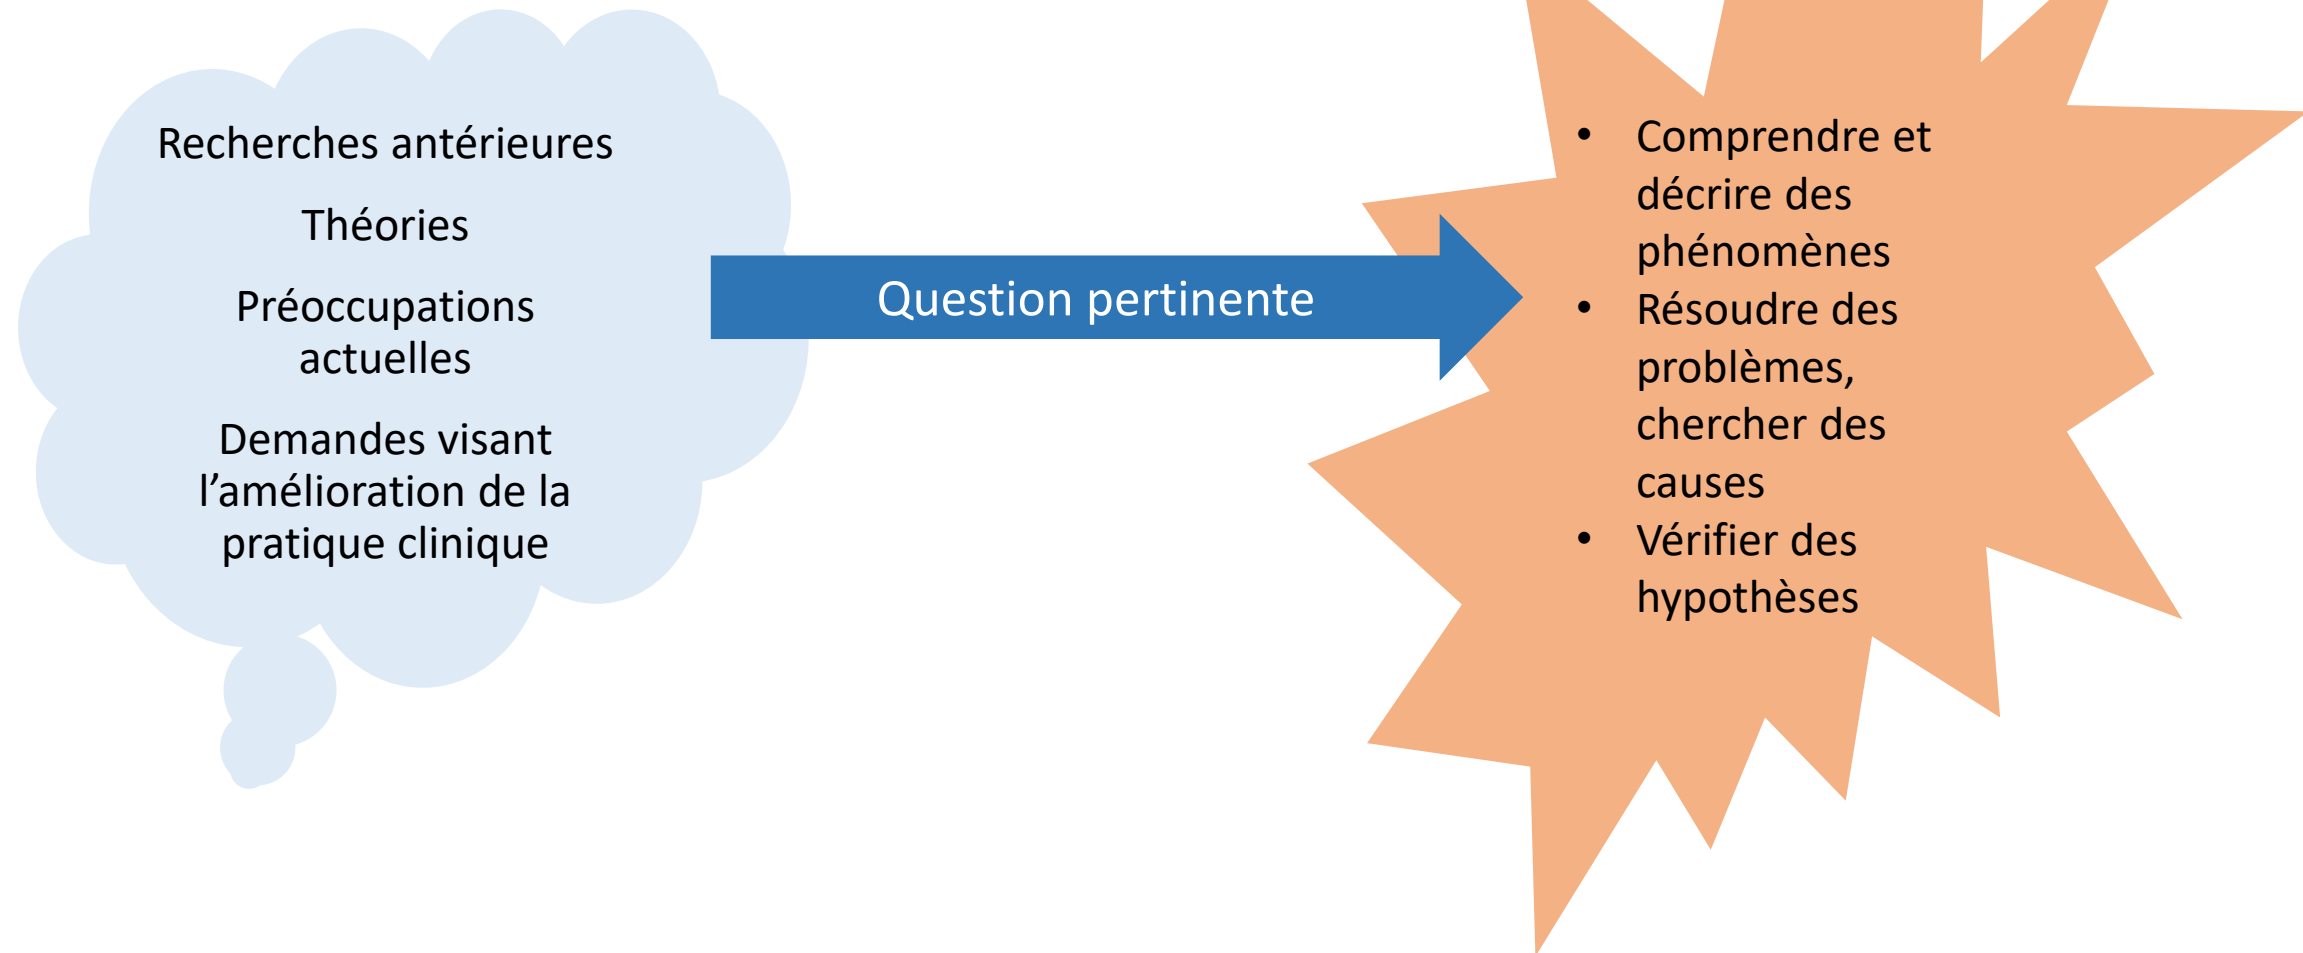 Recherches antérieures
Théories
Préoccupations
actuelles
Demandes visant
l’amélioration de la
pratique clinique
Question pertinente
• Comprendre et
décrire des
phénomènes
• Résoudre des
problèmes,
chercher des
causes
• Vérifier des
hypothèses